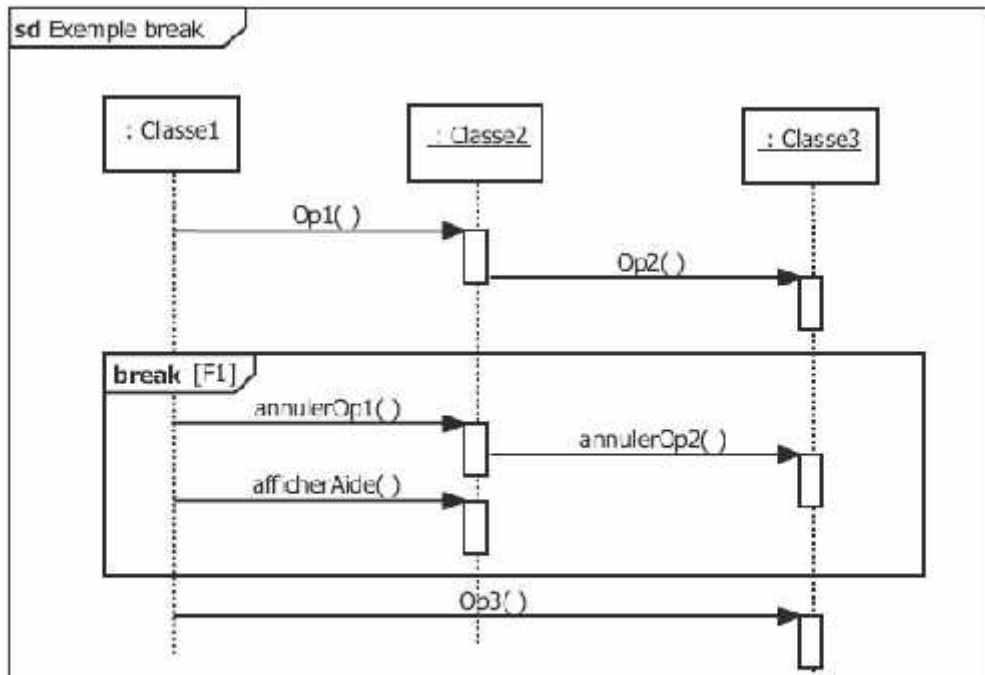 sd Exemple break
: Classe1
: Classe2
: Classe3
Op1( )
Op2( )
break [F1]
annulerOp1( )
annulerOp2( )
afficherAide( )
Op3( )